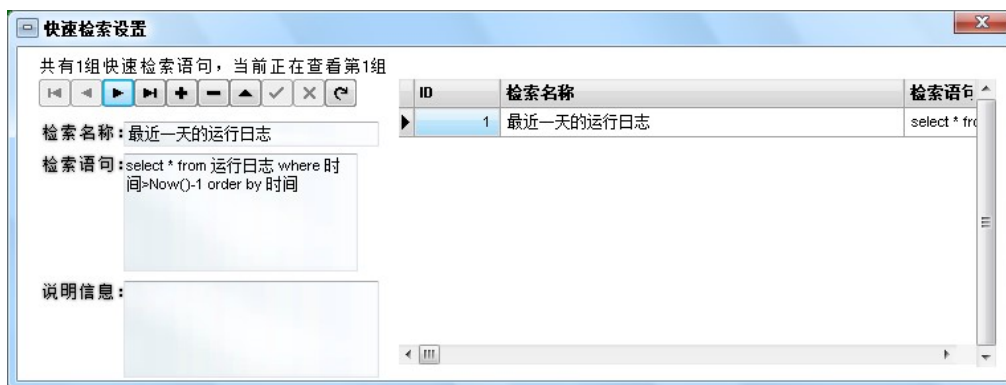 快速检索设置
共有1组快速检索语句，当前正在查看第1组
检索名称：最近一天的运行日志
检索语句：select * from 运行日志 where 时
间>Now()-1 order by 时间
说明信息：
ID 检索名称 检索语句
1 最近一天的运行日志 select * fro